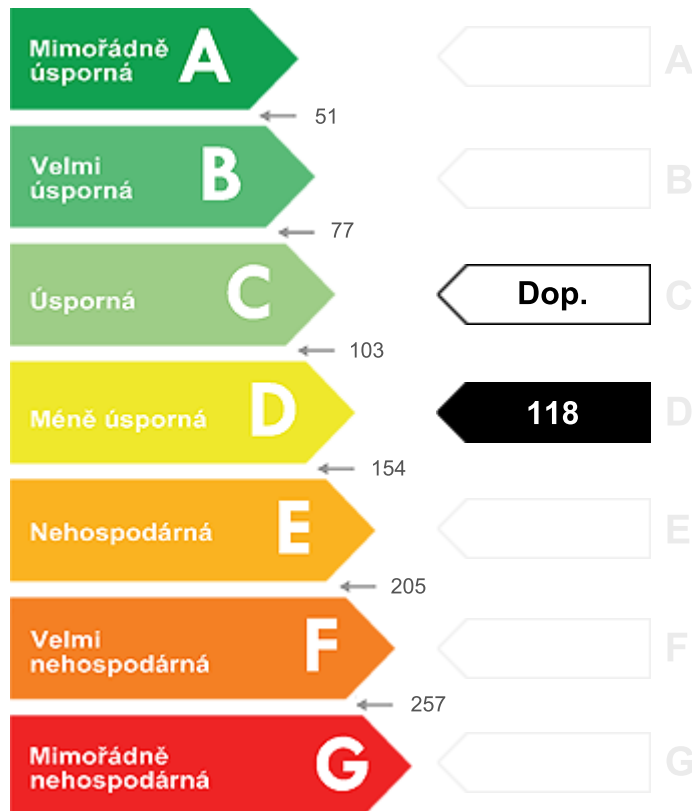 Mimořádně
úsporná
A
A
51
Velmi
úsporná
B
B
77
Úsporná
C
Dop.
C
103
Méně úsporná
D
118
D
154
Nehospodárná
E
E
205
Velmi
nehospodárná
F
F
257
Mimořádně
nehospodárná
G
G